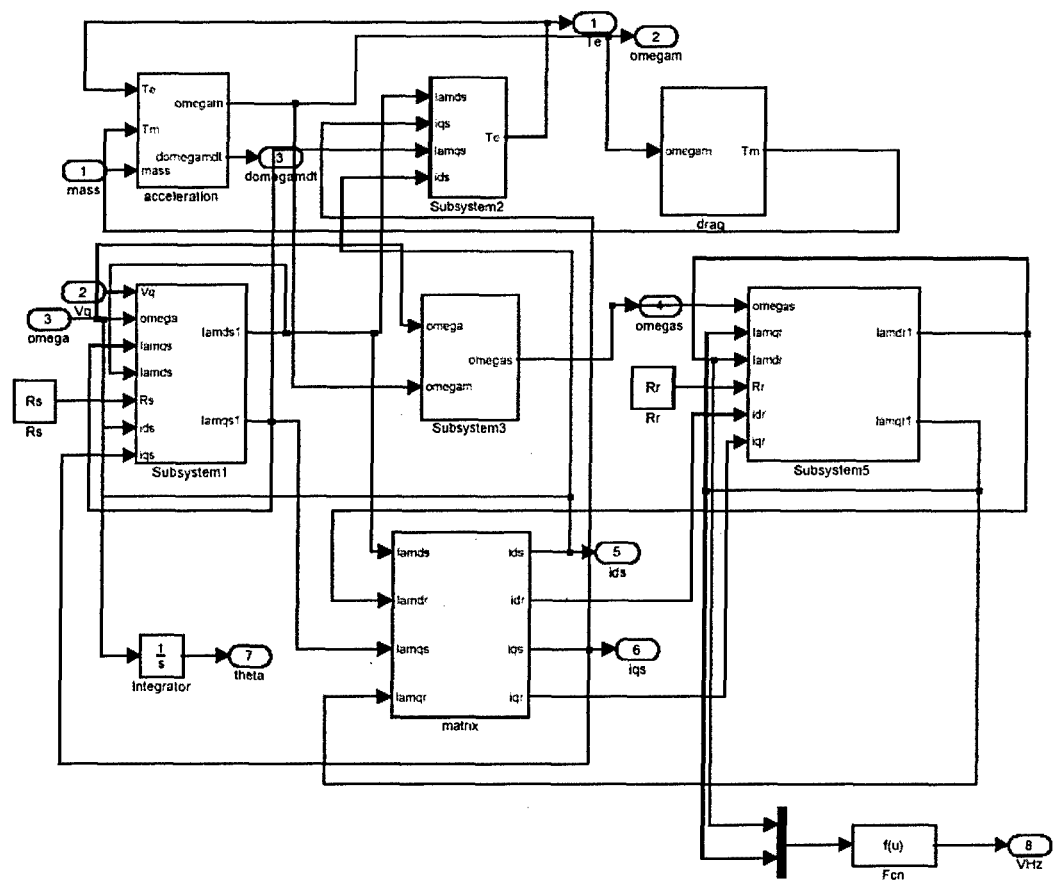 1
Te
2
omegam
Te
omegam
Tm
domegamdt
mass
acceleration
1
mass
3
domegamdt
lamds
iqs
Te
lamqs
ids
Subsystem2
omegam
Tm
drag
2
Vq
3
omega
Vq
omega
lamds1
lamqs
lamds
Rs
lamqs1
ids
iqs
Subsystem1
Rs
Rs
omega
omegas
omegam
Subsystem3
4
omegas
Rr
Rr
omegas
lamqr
lamdr1
lamdr
Rr
idr
lamqr1
iqr
Subsystem5
lamds
ids
lamdr
idr
lamqs
iqs
lamqr
iqr
matrix
5
ids
6
iqs
1
s
Integrator
7
theta
f(u)
Fcn
8
VHz